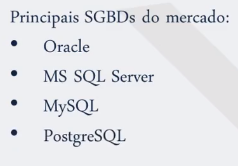 Principais SGBDs do mercado:
• Oracle
• MS SQL Server
• MySQL
• PostgreSQL